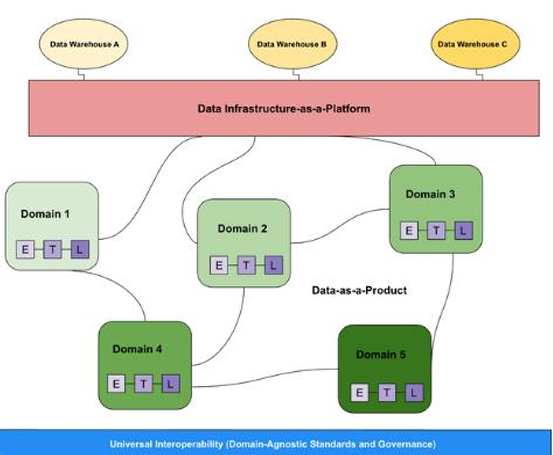 Data Warehouse A
Data Warehouse B
Data Warehouse C
Data Infrastructure-as-a-Platform
Domain 1
E T L
Domain 2
E T L
Domain 3
E T L
Data-as-a-Product
Domain 4
E T L
Domain 5
E T L
Universal Interoperability (Domain-Agnostic Standards and Governance)